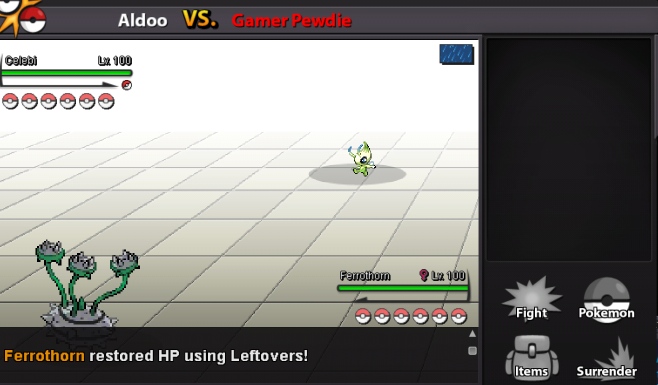 Aldoo VS. Gamer Pewdie
Celebi Lv. 100
Ferrothorn Lv. 100
Ferrothorn restored HP using Leftovers!
Fight
Pokemon
Items
Surrender